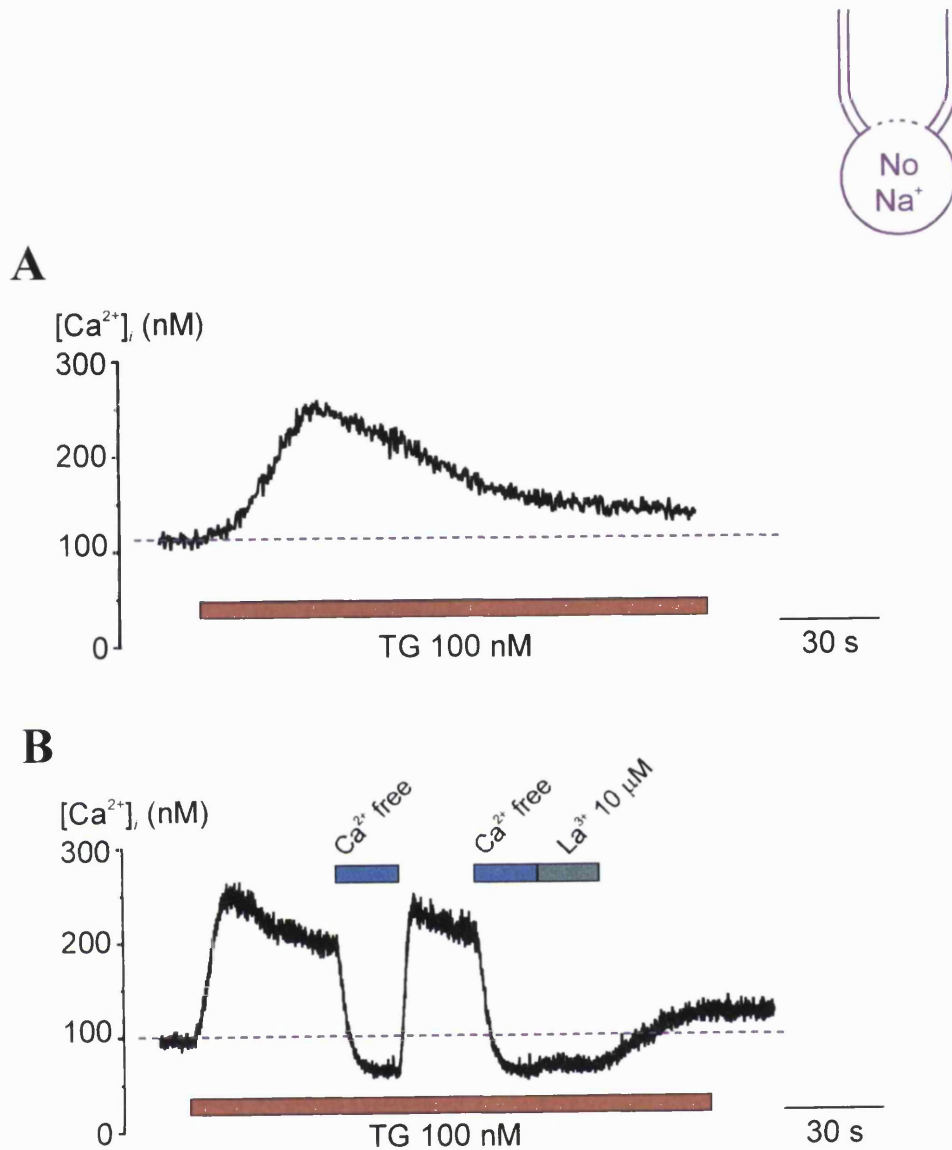 No
Na⁺
A
[Ca²⁺]ᵢ (nM)
300
200
100
0
TG 100 nM
30 s
B
Ca²⁺ free
Ca²⁺ free
La³⁺ 10 μM
[Ca²⁺]ᵢ (nM)
300
200
100
0
TG 100 nM
30 s